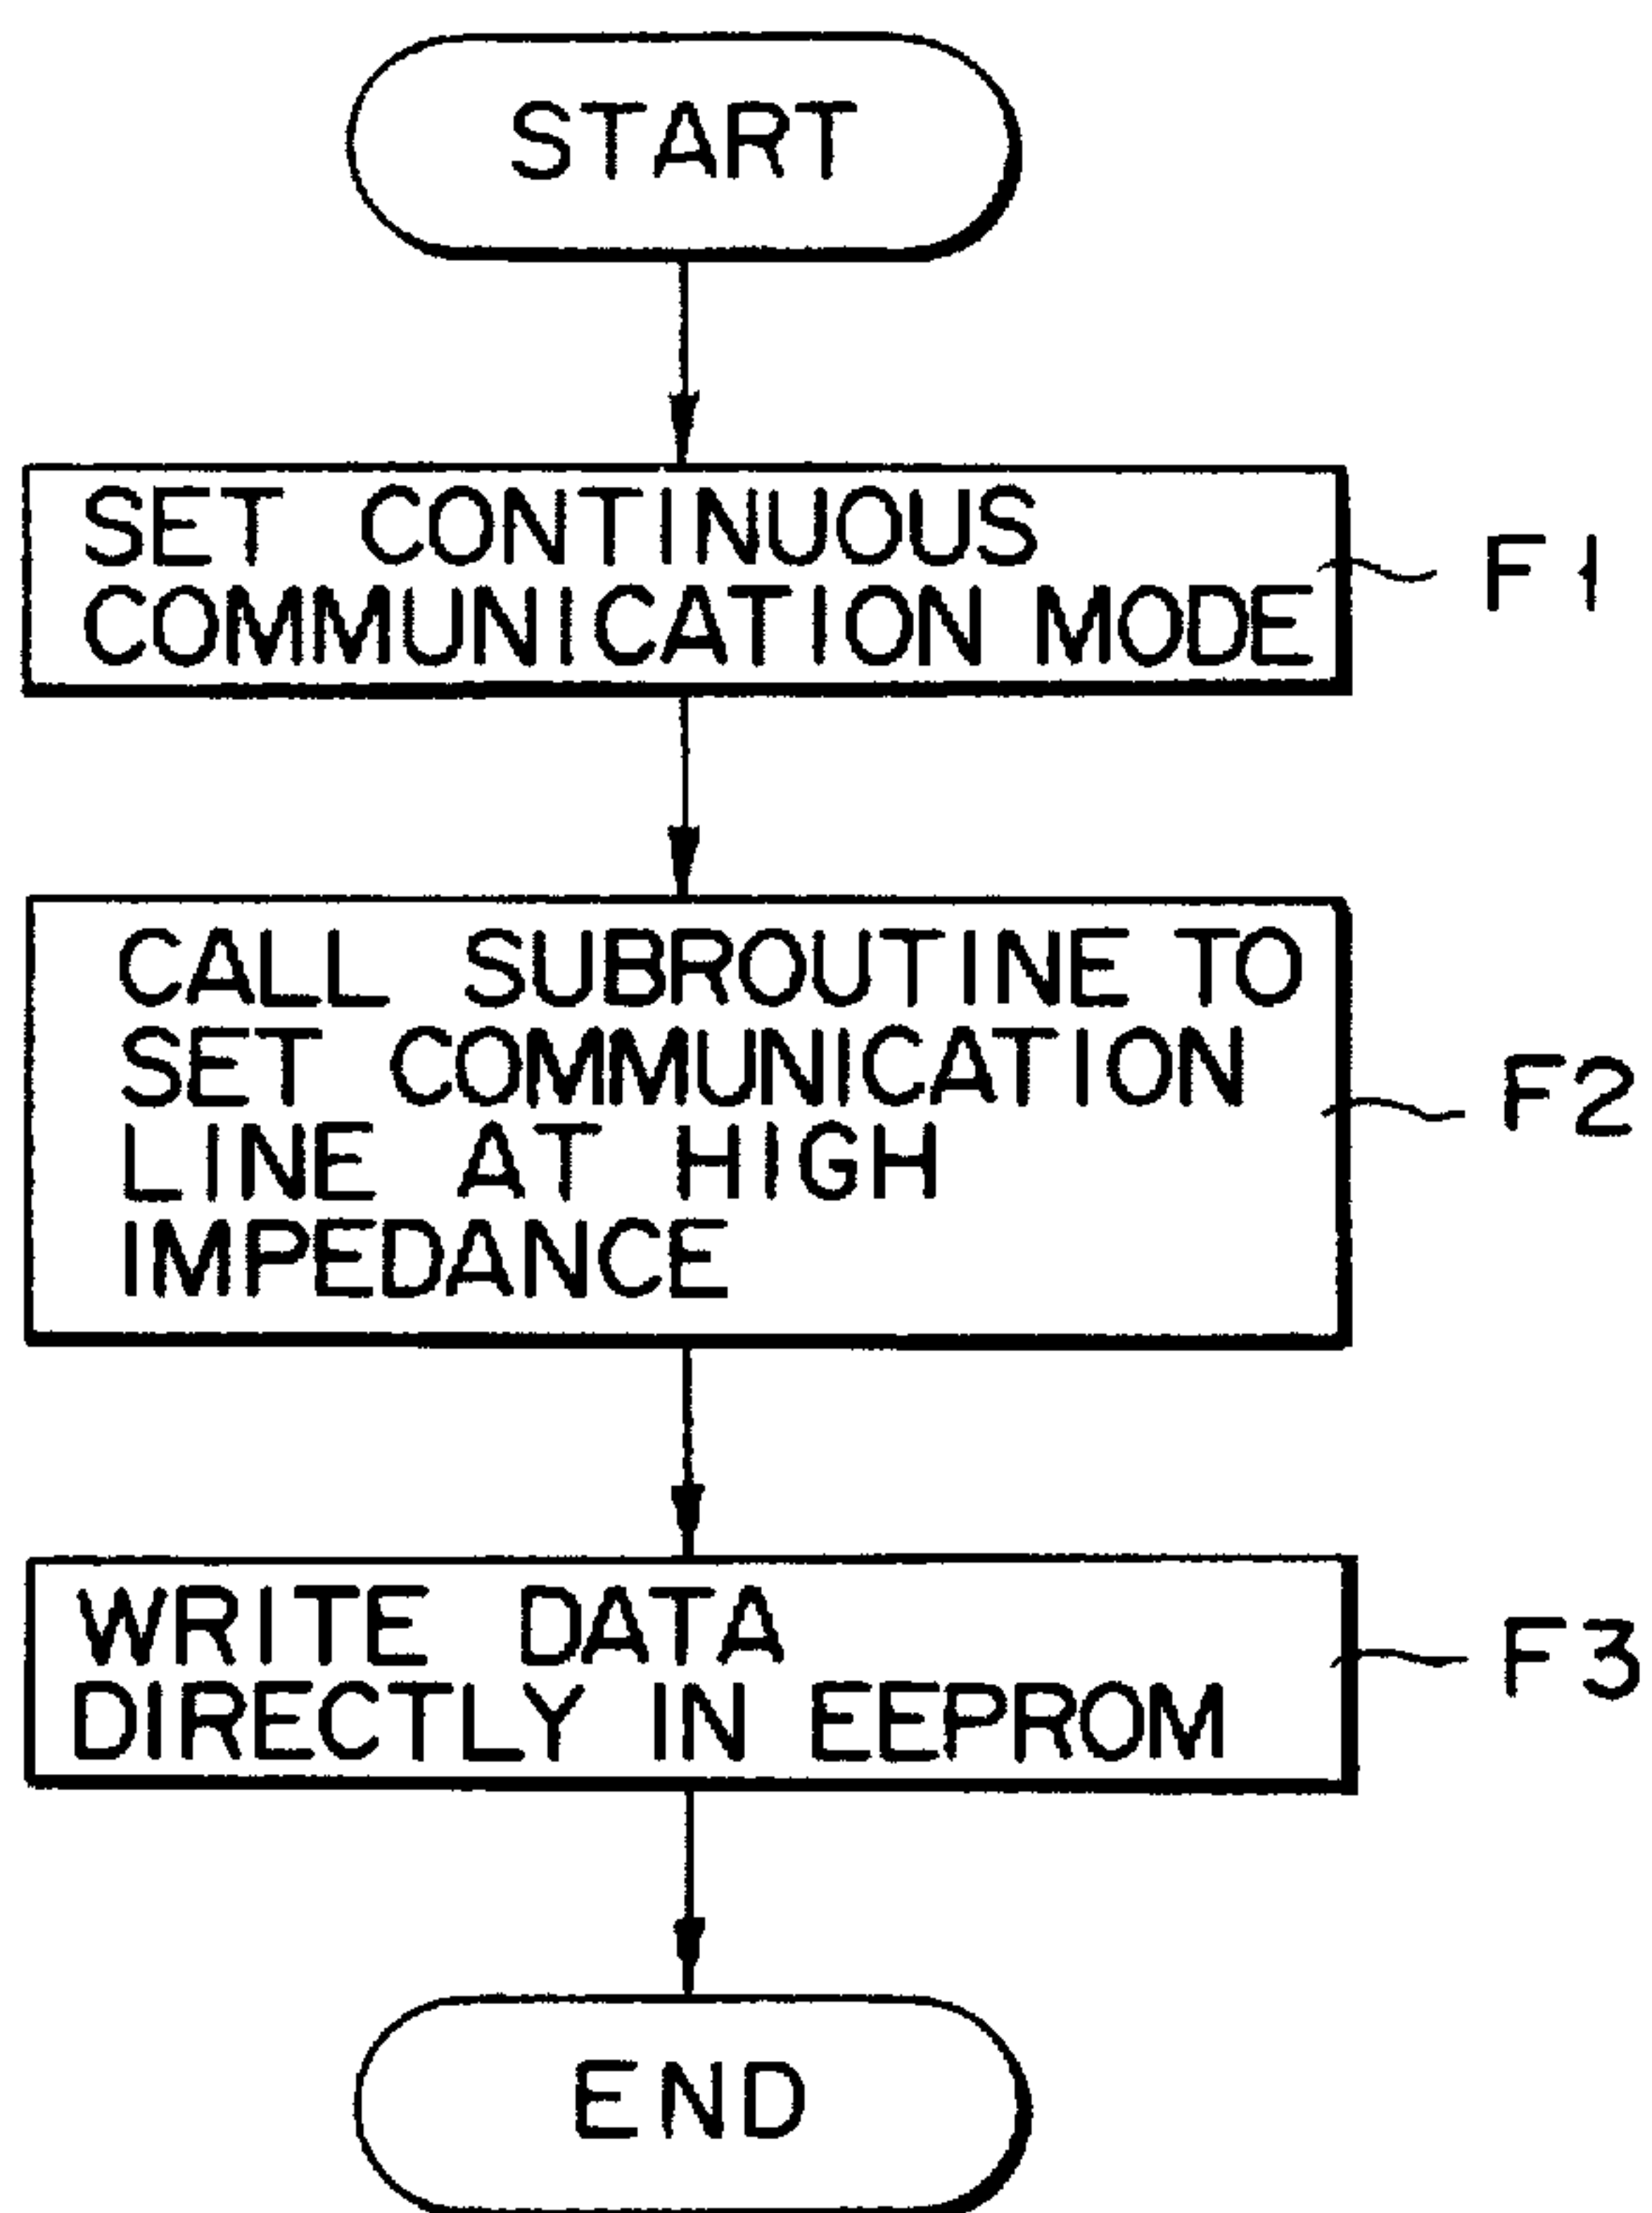 START
SET CONTINUOUS
COMMUNICATION MODE
F1
CALL SUBROUTINE TO
SET COMMUNICATION
LINE AT HIGH
IMPEDANCE
F2
WRITE DATA
DIRECTLY IN EEPROM
F3
END